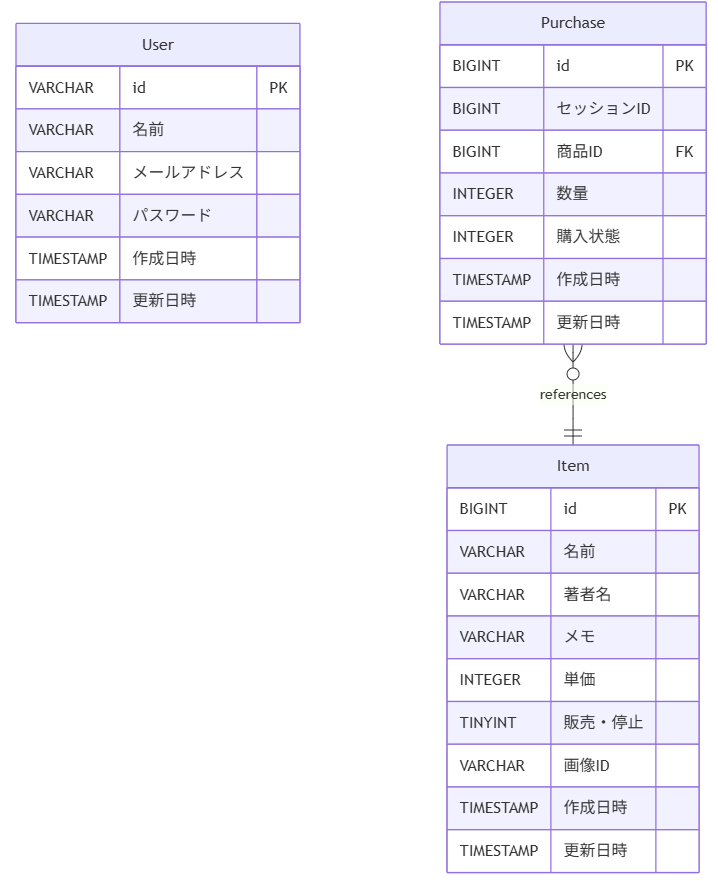 User
VARCHAR id PK
VARCHAR 名前
VARCHAR メールアドレス
VARCHAR パスワード
TIMESTAMP 作成日時
TIMESTAMP 更新日時
Purchase
BIGINT id PK
BIGINT セッションID
BIGINT 商品ID FK
INTEGER 数量
INTEGER 購入状態
TIMESTAMP 作成日時
TIMESTAMP 更新日時
references
Item
BIGINT id PK
VARCHAR 名前
VARCHAR 著者名
VARCHAR メモ
INTEGER 単価
TINYINT 販売・停止
VARCHAR 画像ID
TIMESTAMP 作成日時
TIMESTAMP 更新日時